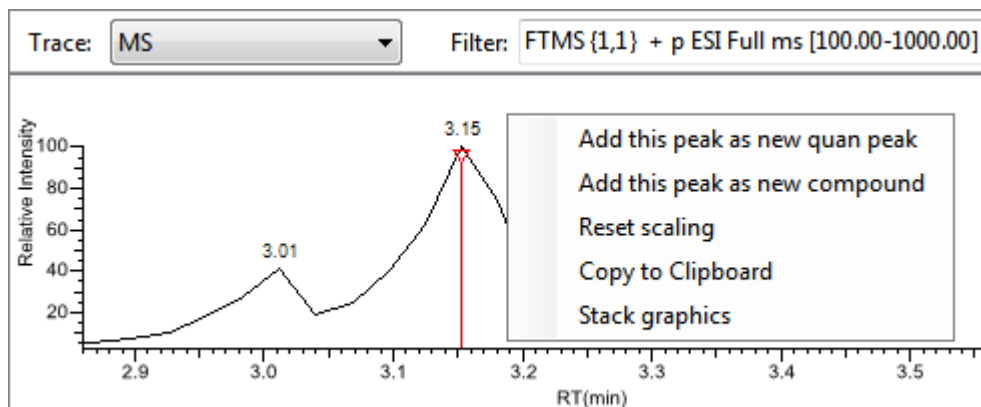 Trace: MS Filter: FTMS {1,1} + p ESI Full ms [100.00-1000.00]
Relative Intensity
100
80
60
40
20
3.01
3.15
Add this peak as new quan peak
Add this peak as new compound
Reset scaling
Copy to Clipboard
Stack graphics
2.9 3.0 3.1 3.2 3.3 3.4 3.5
RT(min)